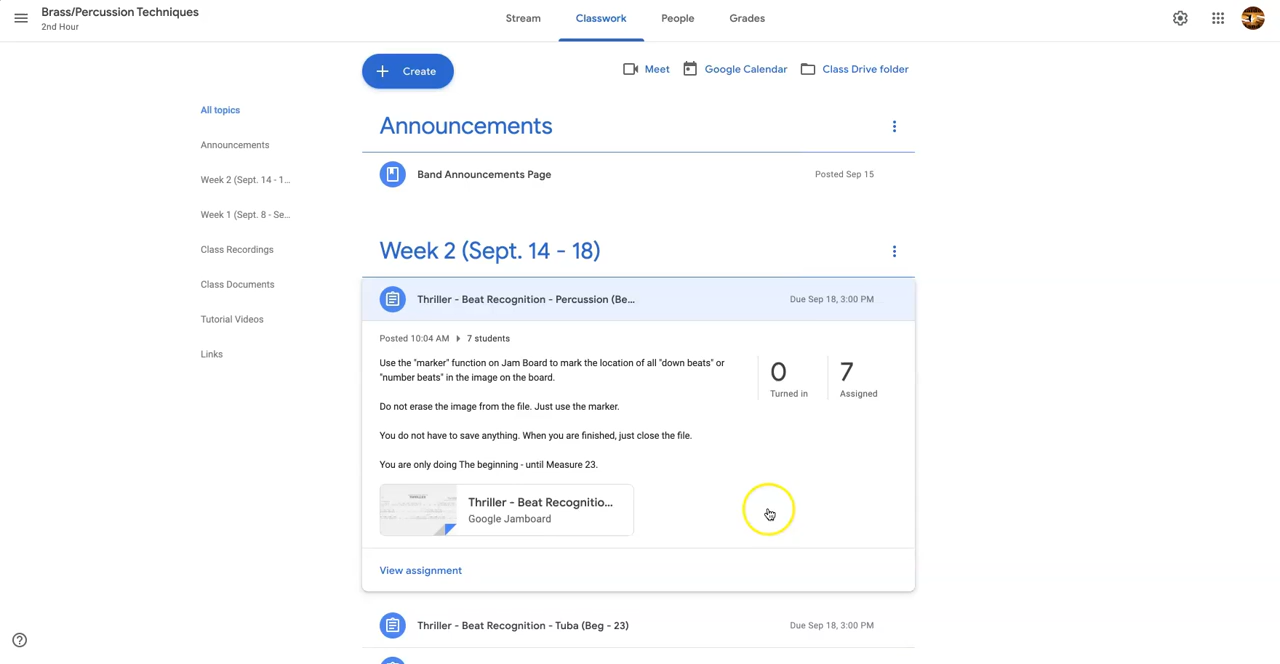 Brass/Percussion Techniques
2nd Hour
Stream
Classwork
People
Grades
Create
Meet
Google Calendar
Class Drive folder
All topics
Announcements
Week 2 (Sept. 14 - 1...
Week 1 (Sept. 8 - Se...
Class Recordings
Class Documents
Tutorial Videos
Links
Announcements
Band Announcements Page
Posted Sep 15
Week 2 (Sept. 14 - 18)
Thriller - Beat Recognition - Percussion (Be...
Due Sep 18, 3:00 PM
Posted 10:04 AM
7 students
Use the "marker" function on Jam Board to mark the location of all "down beats" or
"number beats" in the image on the board.
Do not erase the image from the file. Just use the marker.
You do not have to save anything. When you are finished, just close the file.
You are only doing The beginning - until Measure 23.
0
Turned in
7
Assigned
THRILLER
Thriller - Beat Recognitio...
Google Jamboard
View assignment
Thriller - Beat Recognition - Tuba (Beg - 23)
Due Sep 18, 3:00 PM